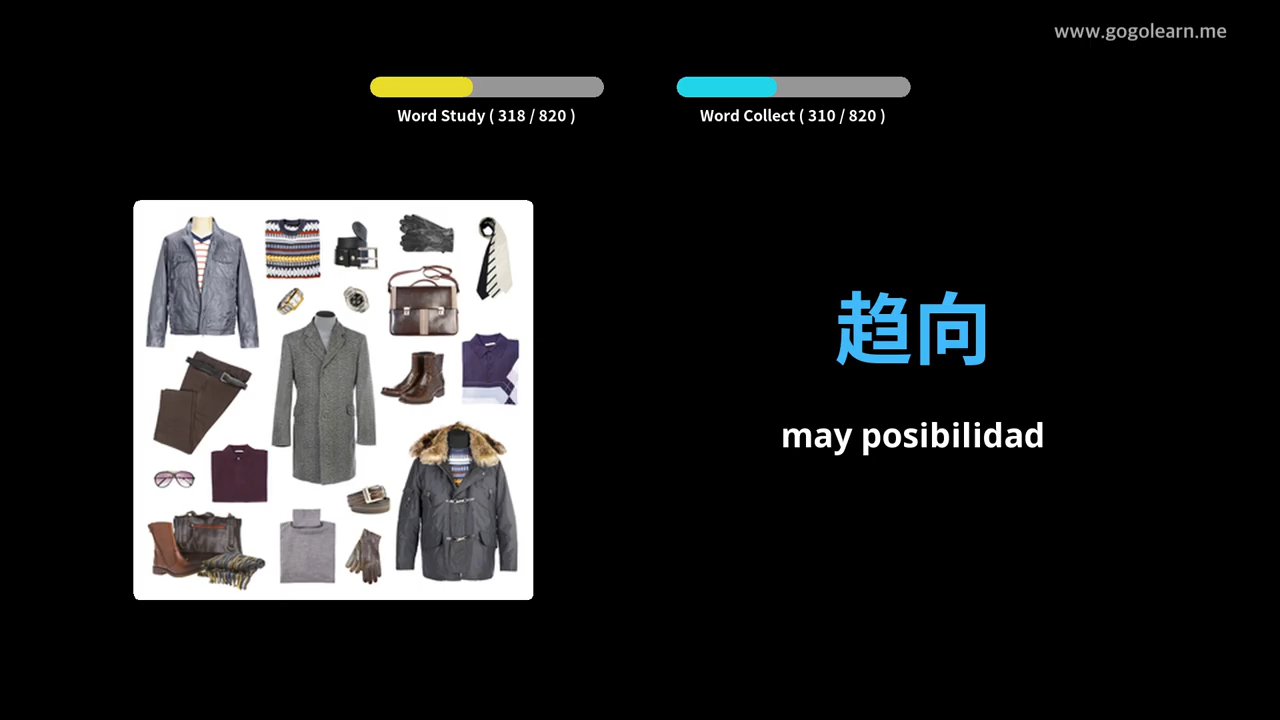 www.gogolearn.me
Word Study ( 318 / 820 )
Word Collect ( 310 / 820 )
趋向
may posibilidad